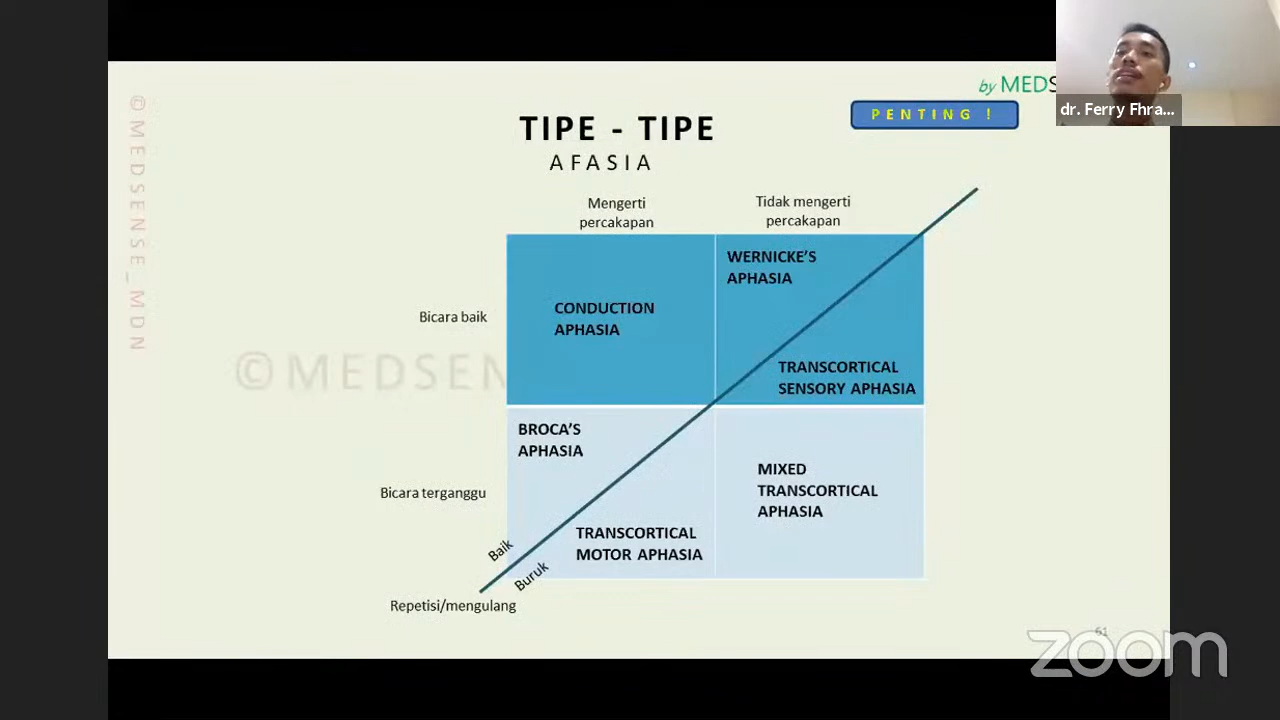 by MEDS
PENTING !
dr. Ferry Fhra...
©MEDSENSE_MDN
TIPE - TIPE
AFASIA
Mengerti
percakapan
Tidak mengerti
percakapan
WERNICKE'S
APHASIA
CONDUCTION
APHASIA
Bicara baik
©MEDSEN
TRANSCORTICAL
SENSORY APHASIA
BROCA'S
APHASIA
MIXED
TRANSCORTICAL
APHASIA
Bicara terganggu
TRANSCORTICAL
MOTOR APHASIA
Baik
Buruk
Repetisi/mengulang
61
zoom